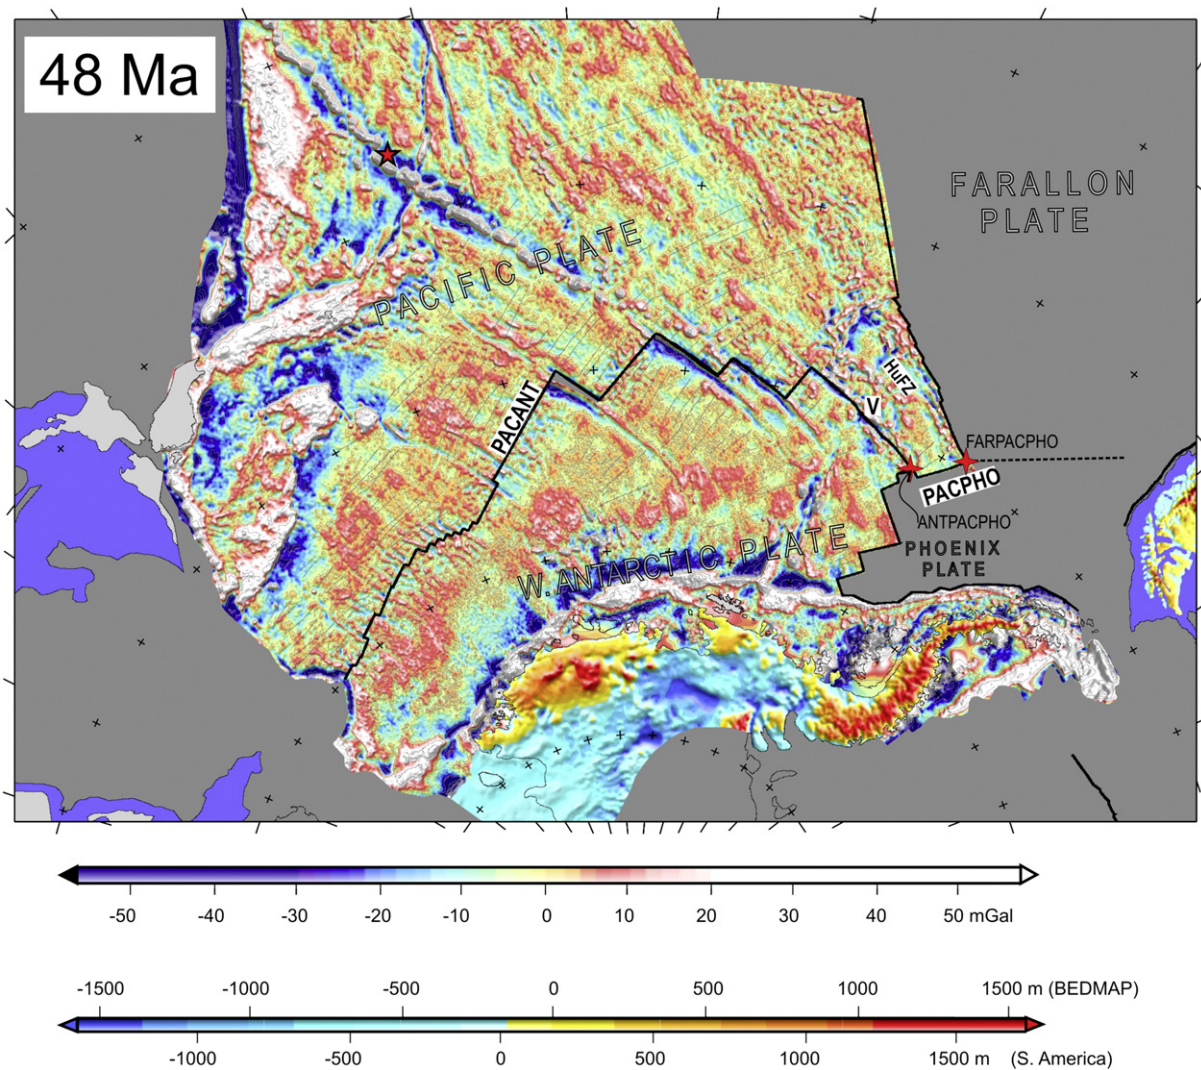 48 Ma
FARALLON
PLATE
PACIFIC PLATE
HuFZ
PACANT
V
FARPACPHO
PACPHO
ANTPACPHO
W. ANTARCTIC PLATE
PHOENIX
PLATE
-50 -40 -30 -20 -10 0 10 20 30 40 50 mGal
-1500 -1000 -500 0 500 1000 1500 m (BEDMAP)
-1000 -500 0 500 1000 1500 m (S. America)